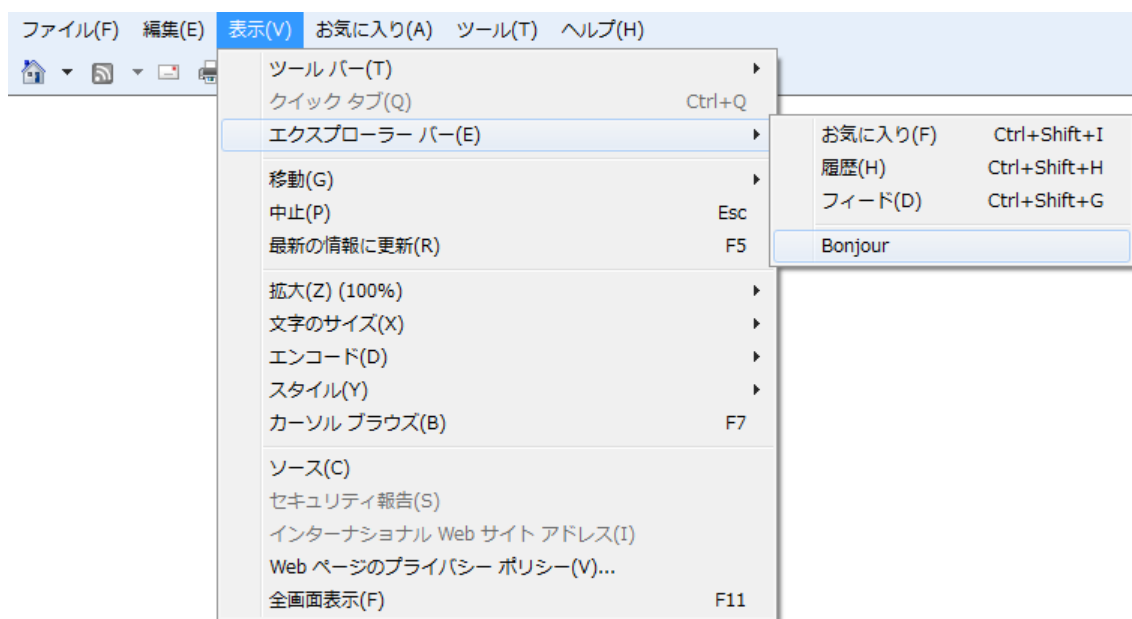 ファイル(F) 編集(E) 表示(V) お気に入り(A) ツール(T) ヘルプ(H)
ツール バー(T)
クイック タブ(Q) Ctrl+Q
エクスプローラー バー(E)
お気に入り(F) Ctrl+Shift+I
履歴(H) Ctrl+Shift+H
フィード(D) Ctrl+Shift+G
Bonjour
移動(G)
中止(P) Esc
最新の情報に更新(R) F5
拡大(Z) (100%)
文字のサイズ(X)
エンコード(D)
スタイル(Y)
カーソル ブラウズ(B) F7
ソース(C)
セキュリティ報告(S)
インターナショナル Web サイト アドレス(I)
Web ページのプライバシー ポリシー(V)...
全画面表示(F) F11